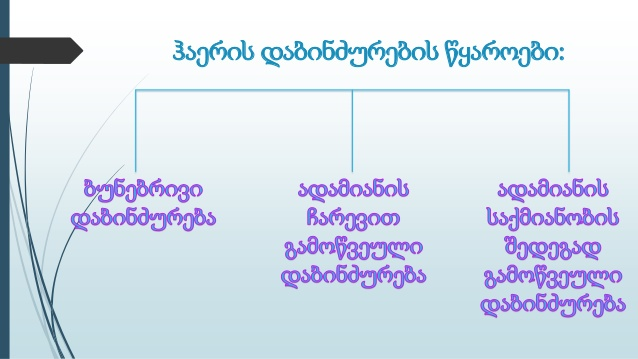 ჰაერის დაბინძურების წყაროები:
ბუნებრივი
დაბინძურება
ადამიანის
ჩარევით
გამოწვეული
დაბინძურება
ადამიანის
საქმიანობის
შედეგად
გამოწვეული
დაბინძურება